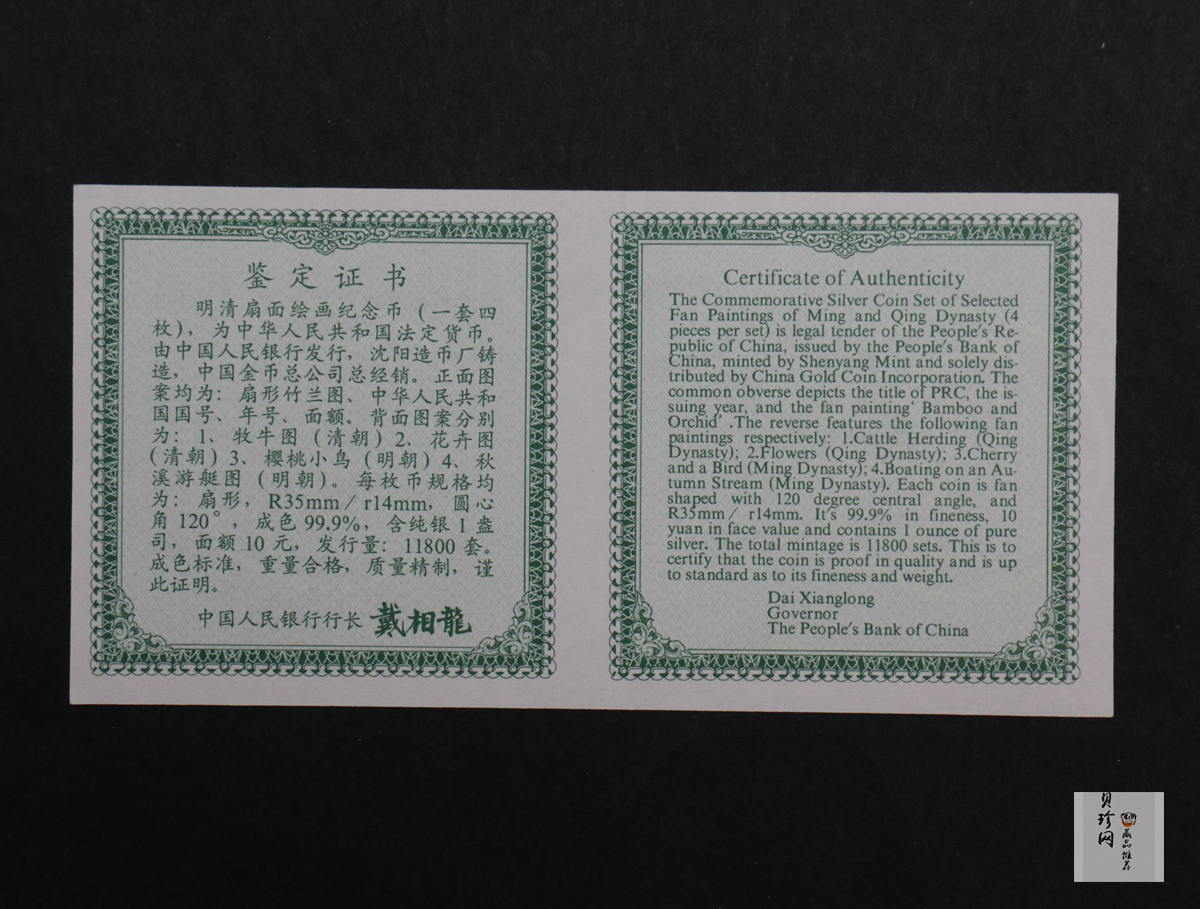 鉴定证书
明清扇面绘画纪念币（一套四
枚），为中华人民共和国法定货币。
由中国人民银行发行，沈阳造币厂铸
造，中国金币总公司总经销。正面图
案均为：扇形竹兰图、中华人民共和
国国号、年号、面额。背面图案分别
为：1、牧牛图（清朝）2、花卉图
(清朝）3、樱桃小鸟（明朝）4、秋
溪游艇图（明朝）。每枚币规格均
为：扇形，R35mm／r14mm，圆心
角120°，成色99.9%，含纯银1盎
司，面额10元，发行量：11800套。
成色标准，重量合格，质量精制，谨
此证明。
中国人民银行行长 戴相龍
Certificate of Authenticity
The Commemorative Silver Coin Set of Selected
Fan Paintings of Ming and Qing Dynasty (4
pieces per set) is legal tender of the People's Re-
public of China, issued by the People's Bank of
China, minted by Shenyang Mint and solely dis-
tributed by China Gold Coin Incorporation. The
common obverse depicts the title of PRC, the is-
suing year, and the fan painting' Bamboo and
Orchid' .The reverse features the following fan
paintings respectively: 1.Cattle Herding (Qing
Dynasty); 2.Flowers (Qing Dynasty); 3.Cherry
and a Bird (Ming Dynasty); 4.Boating on an Au-
tumn Stream (Ming Dynasty). Each coin is fan
shaped with 120 degree central angle, and
R35mm／ r14mm. It's 99.9% in fineness, 10
yuan in face value and contains 1 ounce of pure
silver. The total mintage is 11800 sets. This is to
certify that the coin is proof in quality and is up
to standard as to its fineness and weight.
Dai Xianglong
Governor
The People's Bank of China
贝珍网
藏品推荐